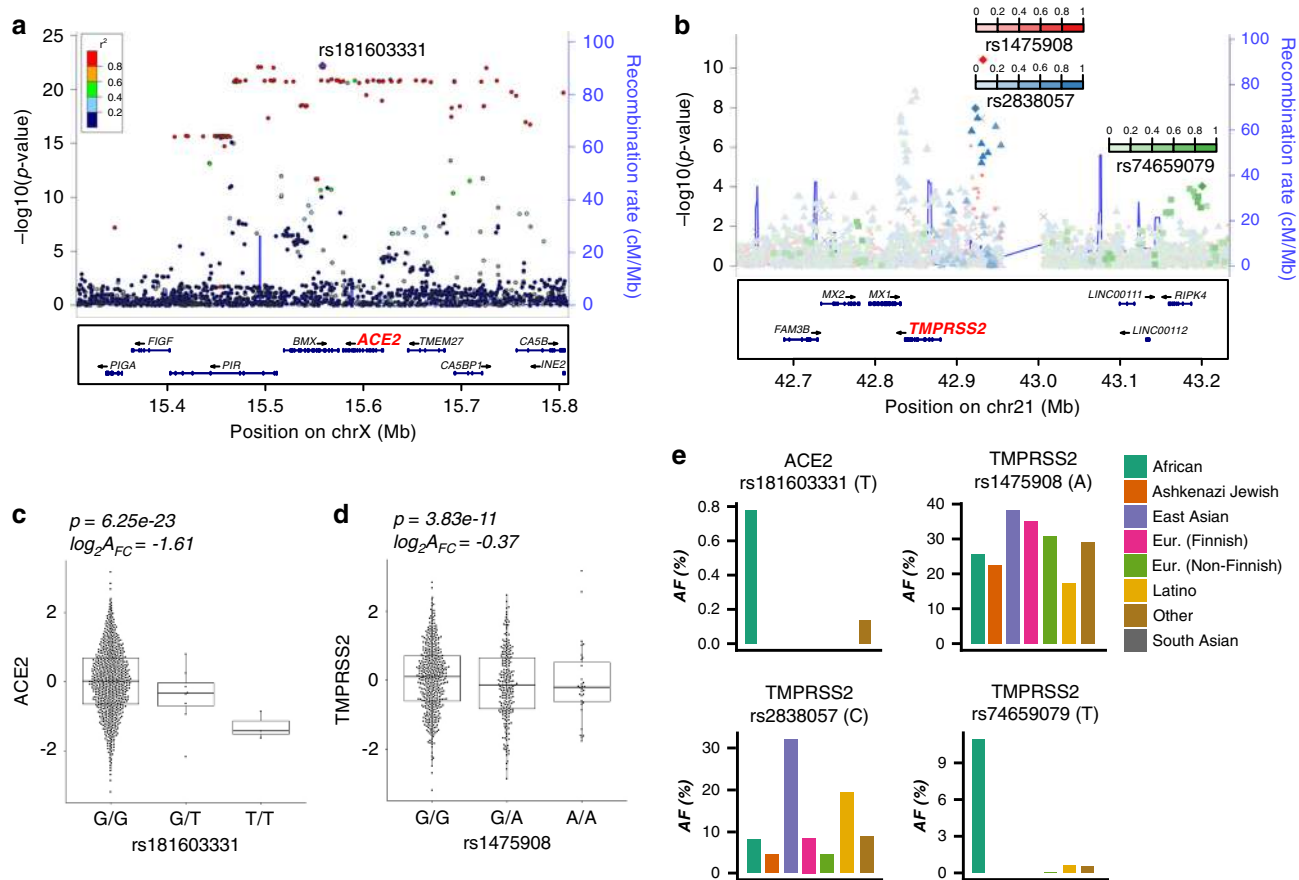 a
rs181603331
r²
0.8
0.6
0.4
0.2
25
20
15
10
5
0
−log10(p-value)
100
80
60
40
20
0
Recombination rate (cM/Mb)
FIGF
BMX
ACE2
TMEM27
CA5B
PIGA
PIR
CA5BP1
INE2
15.4
15.5
15.6
15.7
15.8
Position on chrX (Mb)
b
0 0.2 0.4 0.6 0.8 1
rs1475908
0 0.2 0.4 0.6 0.8 1
rs2838057
0 0.2 0.4 0.6 0.8 1
rs74659079
10
8
6
4
2
0
−log10(p-value)
100
80
60
40
20
0
Recombination rate (cM/Mb)
MX2
MX1
LINC00111
RIPK4
FAM3B
TMPRSS2
LINC00112
42.7
42.8
42.9
43.0
43.1
43.2
Position on chr21 (Mb)
c
p = 6.25e-23
log2AFC = -1.61
2
0
-2
ACE2
G/G
G/T
T/T
rs181603331
d
p = 3.83e-11
log2AFC = -0.37
2
0
-2
TMPRSS2
G/G
G/A
A/A
rs1475908
e
ACE2
rs181603331 (T)
0.8
0.6
0.4
0.2
0.0
AF (%)
TMPRSS2
rs1475908 (A)
40
30
20
10
0
AF (%)
African
Ashkenazi Jewish
East Asian
Eur. (Finnish)
Eur. (Non-Finnish)
Latino
Other
South Asian
TMPRSS2
rs2838057 (C)
30
20
10
0
AF (%)
TMPRSS2
rs74659079 (T)
9
6
3
0
AF (%)